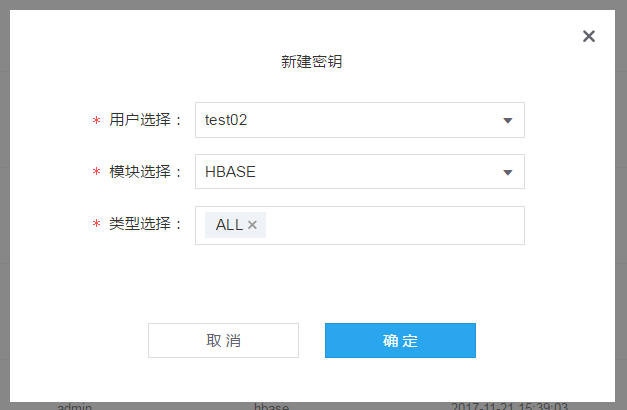 新建密钥
* 用户选择： test02
* 模块选择： HBASE
* 类型选择： ALL ×
取 消 确 定
admin hbase 2017-11-21 15:39:03